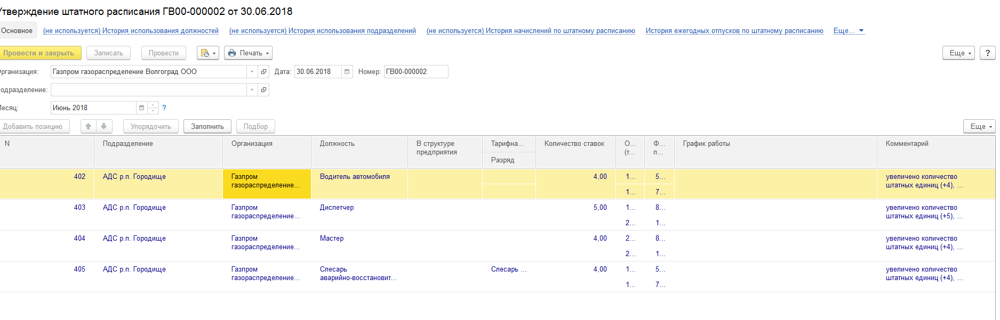 Утверждение штатного расписания ГВ00-000002 от 30.06.2018
Основное (не используется) История использования должностей (не используется) История использования подразделений (не используется) История начислений по штатному расписанию История ежегодных отпусков по штатному расписанию Еще...
Провести и закрыть Записать Провести Печать Еще ?
Организация: Газпром газораспределение Волгоград ООО Дата: 30.06.2018 Номер: ГВ00-000002
Подразделение:
Месяц: Июнь 2018 ?
Добавить позицию Упорядочить Заполнить Подбор Еще
N Подразделение Организация Должность В структуре Тарифна... Количество ставок О... Ф... График работы Комментарий
предприятия (т... п...
Разряд
402 АДС р.п. Городище Газпром Водитель автомобиля 4,00 1... 5... увеличено количество
газораспределение... 1... 7... штатных единиц (+4), ...
403 АДС р.п. Городище Газпром Диспетчер 5,00 1... 8... увеличено количество
газораспределение... штатных единиц (+5), ...
2... 1...
404 АДС р.п. Городище Газпром Мастер 4,00 2... 8... увеличено количество
газораспределение... штатных единиц (+4), ...
2... 1...
405 АДС р.п. Городище Газпром Слесарь Слесарь ... 4,00 1... 5... увеличено количество
газораспределение... аварийно-восстановит... штатных единиц (+4), ...
1... 7...